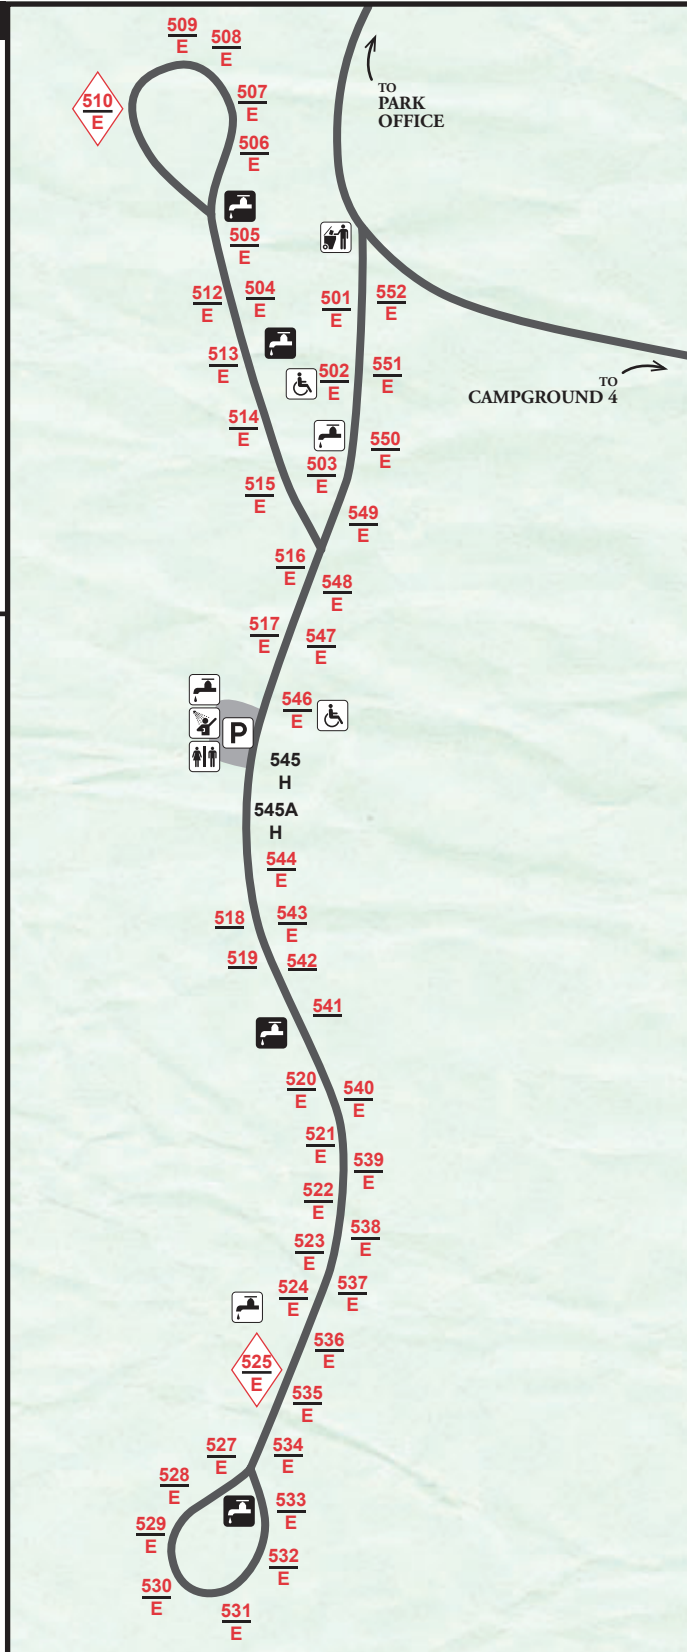 509
E
508
E
510
E
507
E
506
E
TO
PARK
OFFICE
505
E
512
E
504
E
501
E
552
E
513
E
502
E
551
E
TO
CAMPGROUND 4
514
E
503
E
550
E
515
E
549
E
516
E
548
E
517
E
547
E
546
E
P
545
H
545A
H
544
E
518
543
E
519
542
541
520
E
540
E
521
E
539
E
522
E
538
E
523
E
524
E
537
E
536
E
525
E
535
E
527
E
534
E
528
E
533
E
529
E
532
E
530
E
531
E